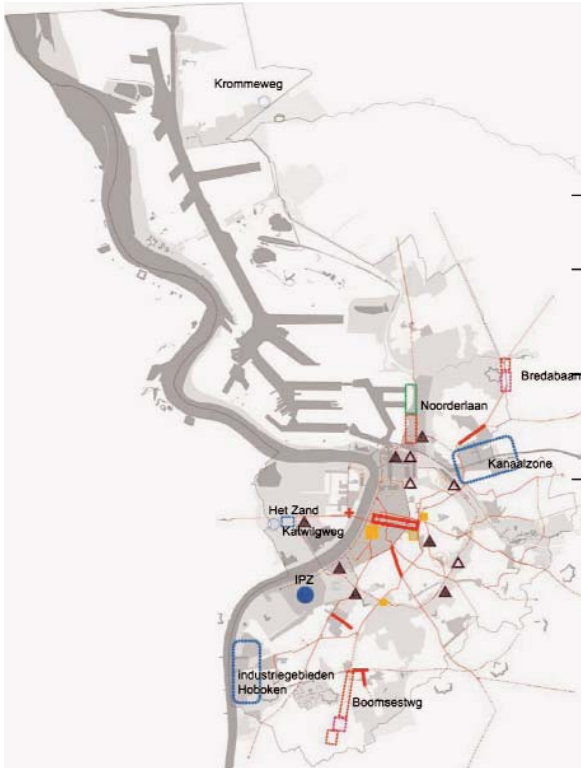 Krommeweg
Bredabaan
Noorderlaan
Kanaalzone
Het Zand
Katwilgweg
IPZ
Industriegebieden
Hoboken
Boomsestwg